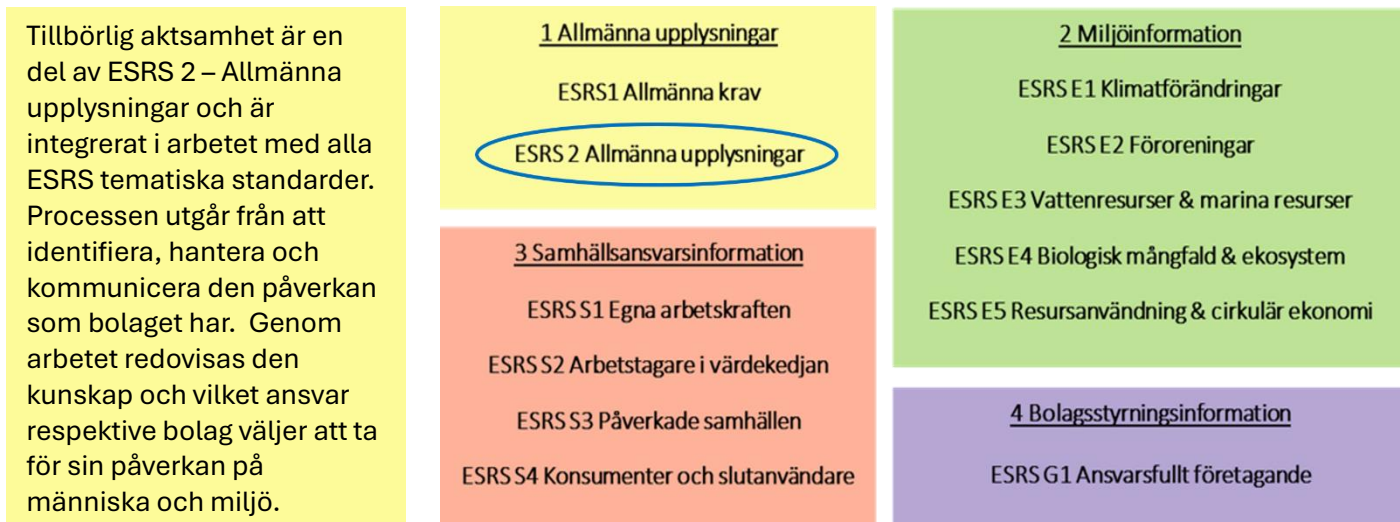 Tillbörlig aktsamhet är en
del av ESRS 2 – Allmänna
upplysningar och är
integrerat i arbetet med alla
ESRS tematiska standarder.
Processen utgår från att
identifiera, hantera och
kommunicera den påverkan
som bolaget har.  Genom
arbetet redovisas den
kunskap och vilket ansvar
respektive bolag väljer att ta
för sin påverkan på
människa och miljö.
1 Allmänna upplysningar
ESRS1 Allmänna krav
ESRS 2 Allmänna upplysningar
3 Samhällsansvarsinformation
ESRS S1 Egna arbetskraften
ESRS S2 Arbetstagare i värdekedjan
ESRS S3 Påverkade samhällen
ESRS S4 Konsumenter och slutanvändare
2 Miljöinformation
ESRS E1 Klimatförändringar
ESRS E2 Föroreningar
ESRS E3 Vattenresurser & marina resurser
ESRS E4 Biologisk mångfald & ekosystem
ESRS E5 Resursanvändning & cirkulär ekonomi
4 Bolagsstyrningsinformation
ESRS G1 Ansvarsfullt företagande